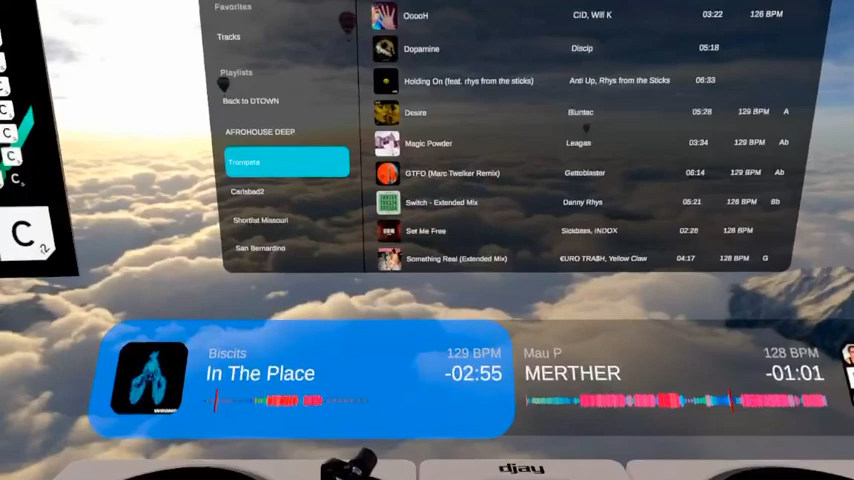 Favorites
Tracks
Playlists
Back to DTOWN
AFROHOUSE DEEP
Trompeta
Carlsbad2
Shortlist Missouri
San Bernardino
OoooH CID, Will K 03:22 126 BPM
Dopamine Discip 05:18
Holding On (feat. rhys from the sticks) Anti Up, Rhys from the Sticks 06:33
Desire Bluntac 05:28 129 BPM A
Magic Powder Leagas 03:34 129 BPM Ab
GTFO (Marc Twelker Remix) Gettoblaster 06:14 129 BPM Ab
Switch - Extended Mix Danny Rhys 05:21 126 BPM Bb
Set Me Free Sickbates, INDOX 02:28 128 BPM
Something Real (Extended Mix) €URO TRA$H, Yellow Claw 04:17 128 BPM G
C
C
C
C
Biscits 129 BPM
In The Place -02:55
Mau P 128 BPM
MERTHER -01:01
djay